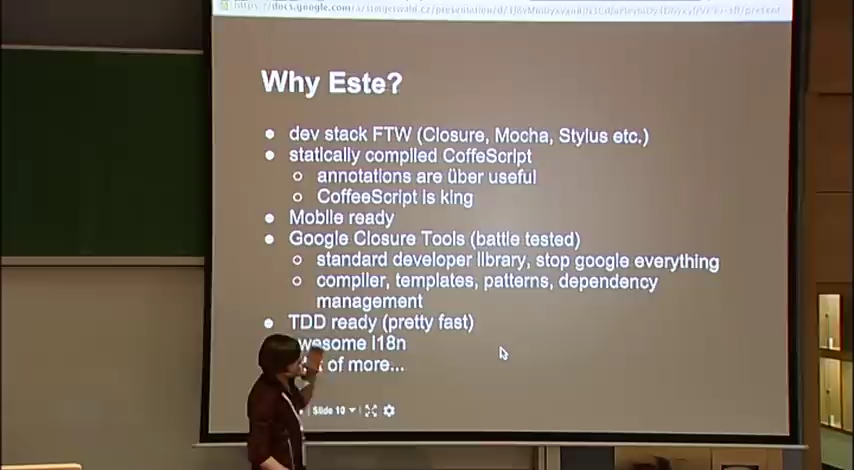 Why Este?
● dev stack FTW (Closure, Mocha, Stylus etc.)
● statically compiled CoffeScript
○ annotations are über useful
○ CoffeeScript is king
● Mobile ready
● Google Closure Tools (battle tested)
○ standard developer library, stop google everything
○ compiler, templates, patterns, dependency
management
● TDD ready (pretty fast)
wesome i18n
of more...
Slide 10